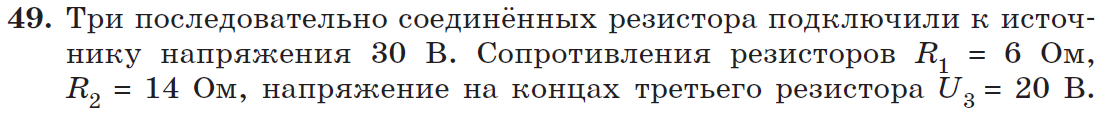 49. Три последовательно соединённых резистора подключили к источ-
нику напряжения 30 В. Сопротивления резисторов R₁ = 6 Ом,
R₂ = 14 Ом, напряжение на концах третьего резистора U₃ = 20 В.